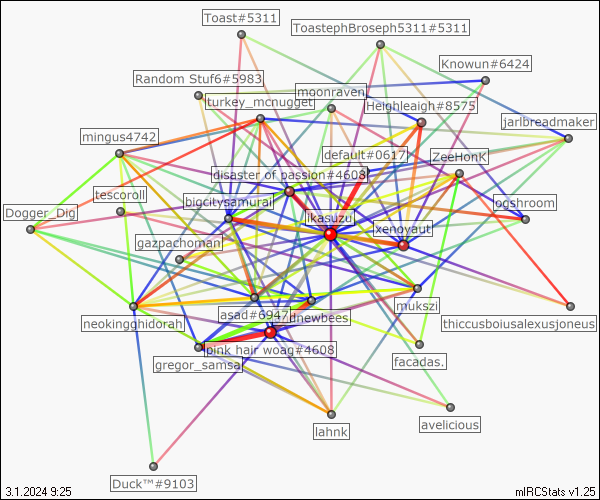 Toast#5311
ToastephBroseph5311#5311
Knowun#6424
Random Stuf6#5983
moonraven
turkey_mcnugget
Heighleigh#8575
jarlbreadmaker
mingus4742
default#0617
ZeeHonK
disaster of passion#4608
tescoroll
bigcitysamurai
ogshroom
Dogger_Dig
ikasuzu
xenoyaut
gazpachoman
mukszi
asad#6947
dnewbees
neokingghidorah
thiccusboiusalexusjoneus
pink hair woag#4608
facadas.
gregor_samsa
avelicious
lahnk
Duck™#9103
3.1.2024 9:25
mIRCStats v1.25